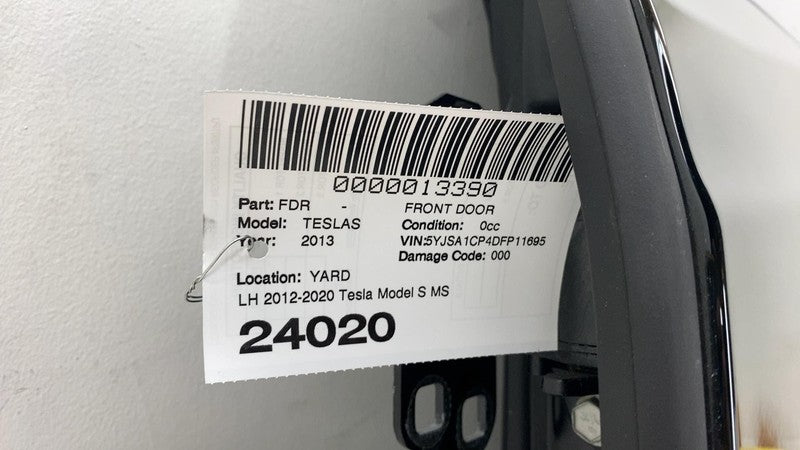 0000013390
Part: FDR - FRONT DOOR
Model: TESLAS Condition: 0cc
Year: 2013 VIN:5YJSA1CP4DFP11695
Damage Code: 000
Location: YARD
LH 2012-2020 Tesla Model S MS
24020